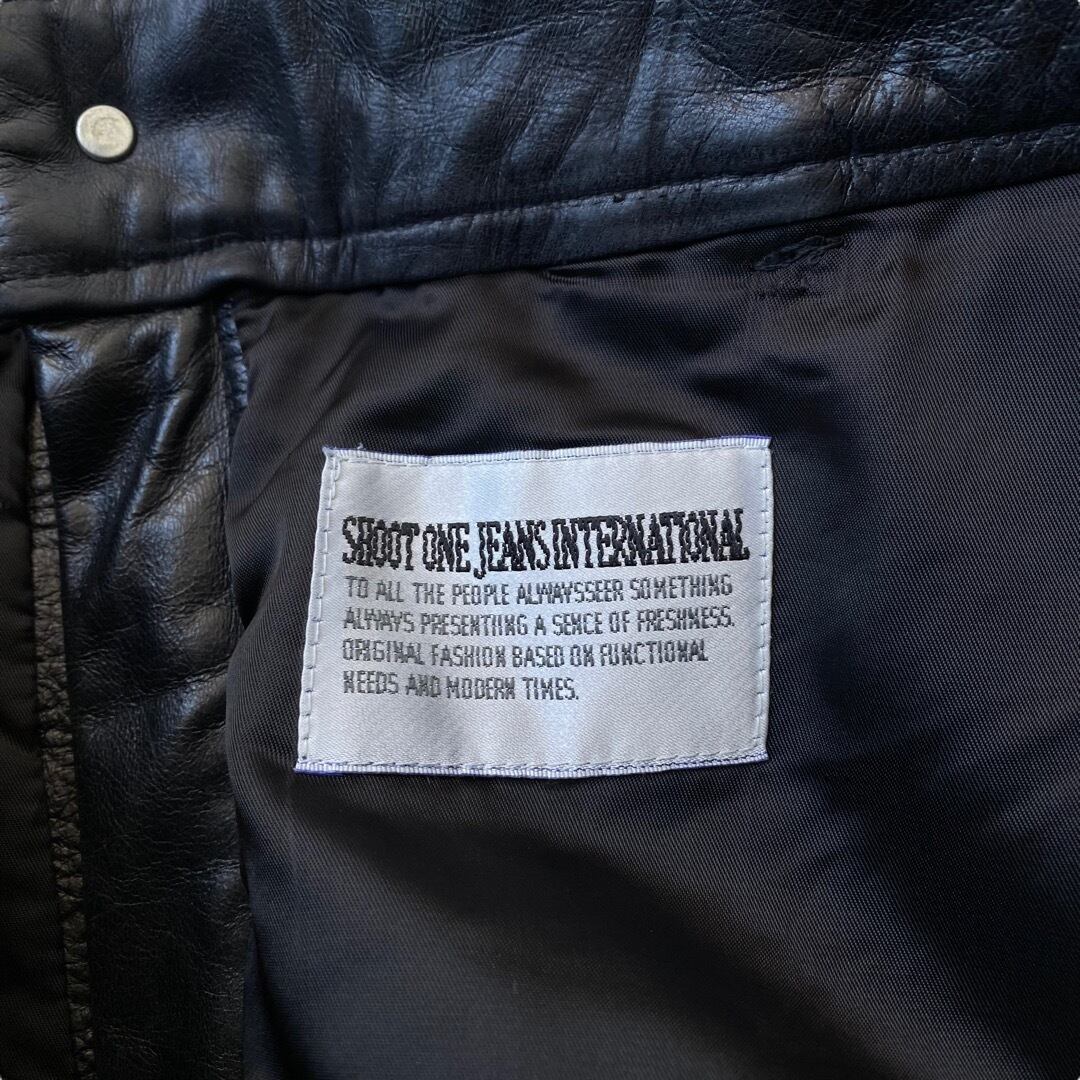 SHOOT ONE JEANS INTERNATIONAL
TO ALL THE PEOPLE ALWAYSSEER SOMETHING
ALWAYS PRESENTHING A SENCE OF FRESHNESS.
ORIGINAL FASHION BASED ON FUNCTIONAL
NEEDS AND MODERN TIMES.